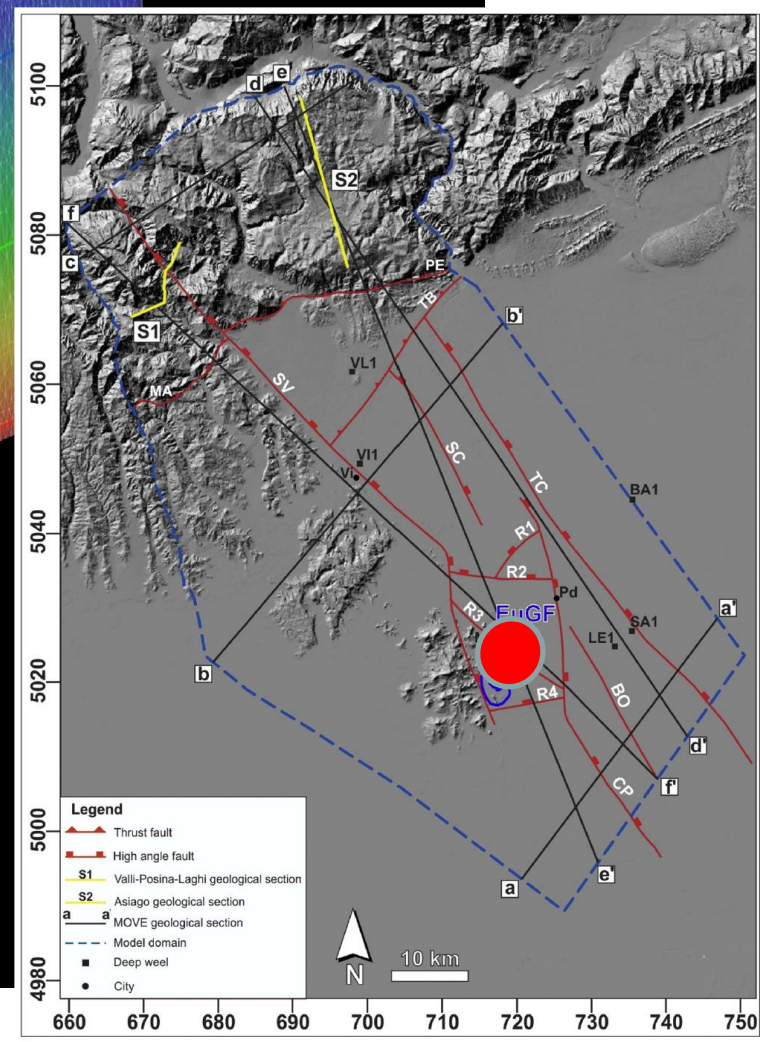 5100
5080
5060
5040
5020
5000
4980
d
e'
f
c
S2
S1
PE
TB
b'
MA
SV
VL1
SC
VI1
Vi
TC
BA1
R1
R2
Pd
EuGF
R3
a'
SA1
LE1
b
R4
BO
d'
f'
CP
a
e'
Legend
Thrust fault
High angle fault
S1 Valli-Posina-Laghi geological section
S2 Asiago geological section
a a' MOVE geological section
Model domain
Deep weel
City
N
10 km
660 670 680 690 700 710 720 730 740 750